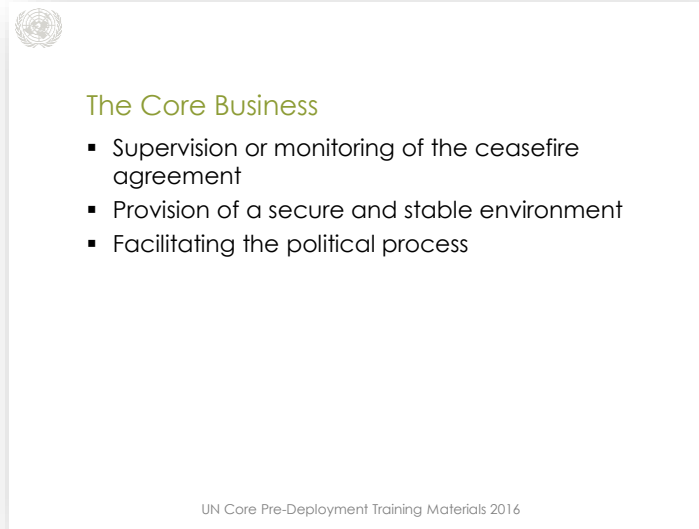 The Core Business
▪ Supervision or monitoring of the ceasefire
agreement
▪ Provision of a secure and stable environment
▪ Facilitating the political process
UN Core Pre-Deployment Training Materials 2016